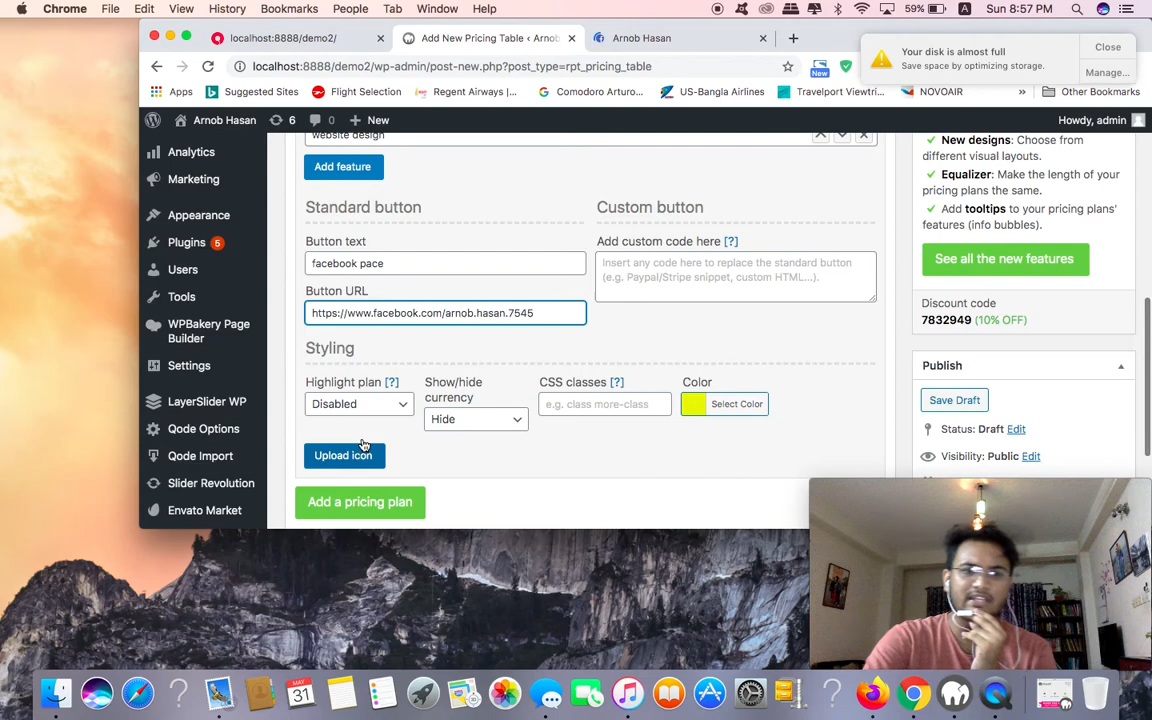 Chrome File Edit View History Bookmarks People Tab Window Help 59% A Sun 8:57 PM
localhost:8888/demo2/ Add New Pricing Table ‹ Arnob Arnob Hasan
Your disk is almost full Close
Save space by optimizing storage. Manage...
localhost:8888/demo2/wp-admin/post-new.php?post_type=rpt_pricing_table New
Apps Suggested Sites Flight Selection Regent Airways |... Comodoro Arturo... US-Bangla Airlines Travelport Viewtri... NOVOAIR » Other Bookmarks
Arnob Hasan 6 0 New Howdy, admin
website design
Analytics
Marketing
Appearance
Plugins 5
Users
Tools
WPBakery Page
Builder
Settings
LayerSlider WP
Qode Options
Qode Import
Slider Revolution
Envato Market
Add feature
Standard button
Button text
facebook pace
Button URL
https://www.facebook.com/arnob.hasan.7545
Custom button
Add custom code here [?]
Insert any code here to replace the standard button
(e.g. Paypal/Stripe snippet, custom HTML...).
Styling
Highlight plan [?]
Disabled
Show/hide
currency
Hide
CSS classes [?]
e.g. class more-class
Color
Select Color
Upload icon
Add a pricing plan
New designs: Choose from
different visual layouts.
Equalizer: Make the length of your
pricing plans the same.
Add tooltips to your pricing plans'
features (info bubbles).
See all the new features
Discount code
7832949 (10% OFF)
Publish
Save Draft
Status: Draft Edit
Visibility: Public Edit
MAY
31